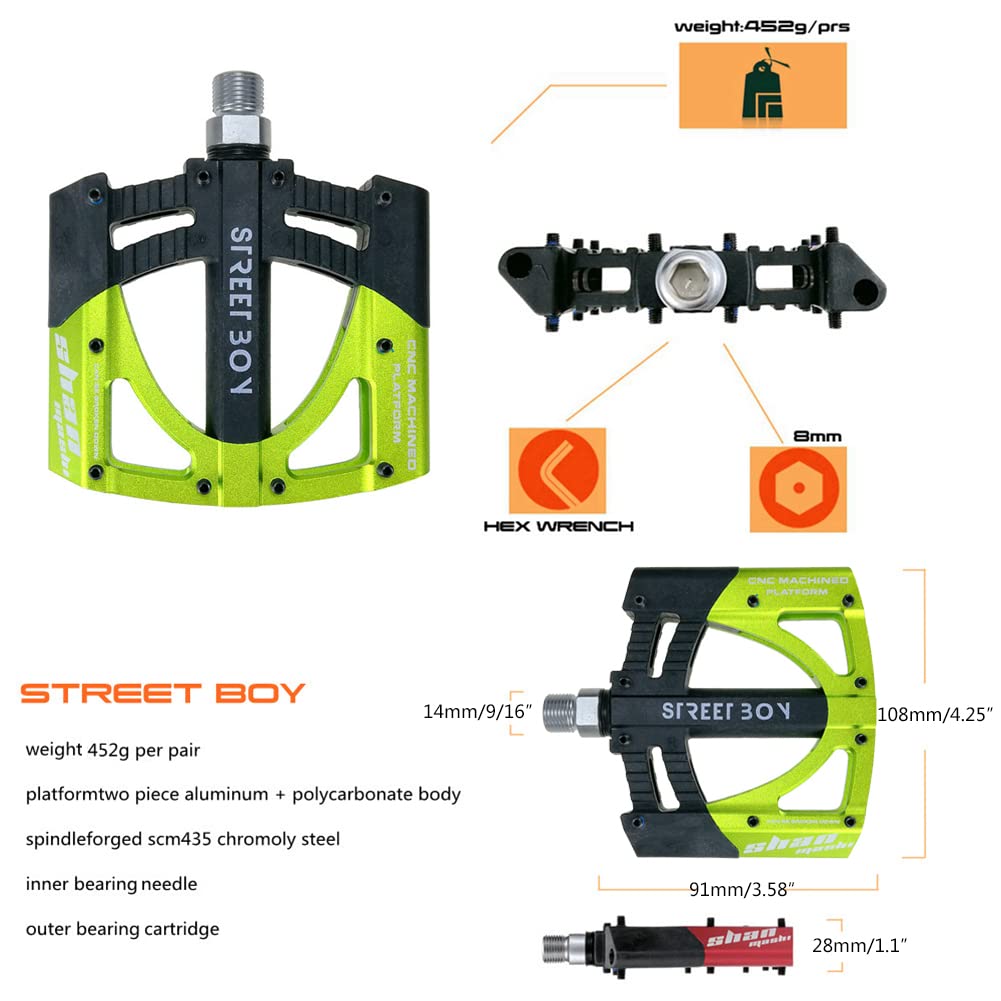 weight:452g/prs
STREET BOY
CNC MACHINED
PLATFORM
shan
mashi
8mm
HEX WRENCH
CNC MACHINED
PLATFORM
STREET BOY
14mm/9/16"
108mm/4.25"
shan
mashi
91mm/3.58"
shan
mashi
28mm/1.1"
STREET BOY
weight 452g per pair
platformtwo piece aluminum + polycarbonate body
spindleforged scm435 chromoly steel
inner bearing needle
outer bearing cartridge